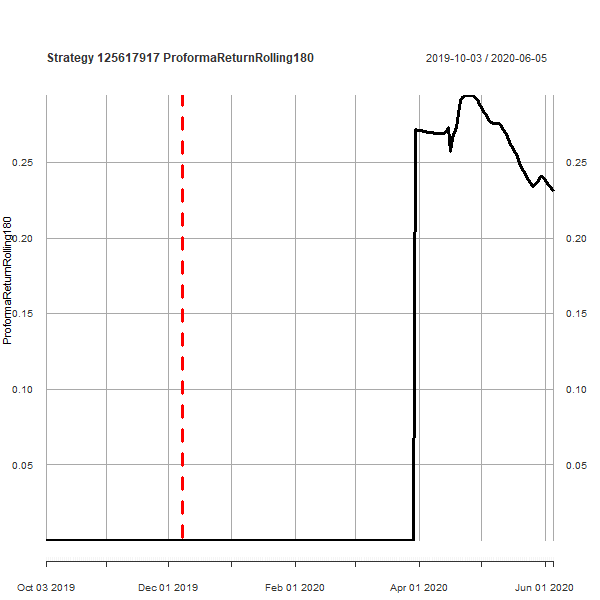 Strategy 125617917 ProformaReturnRolling180
2019-10-03 / 2020-06-05
ProformaReturnRolling180
0.25
0.20
0.15
0.10
0.05
0.25
0.20
0.15
0.10
0.05
Oct 03 2019
Dec 01 2019
Feb 01 2020
Apr 01 2020
Jun 01 2020